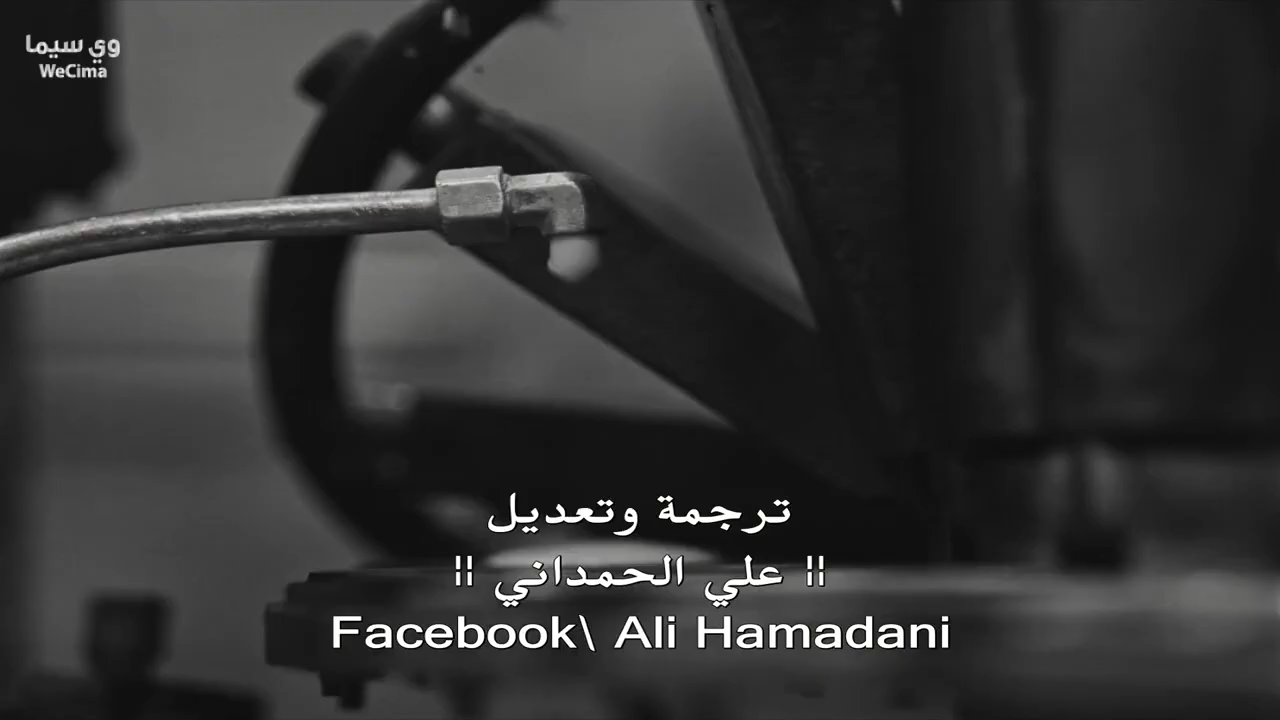 وي سيما
WeCima
ترجمة وتعديل
¦¦ علي الحمداني ¦¦
Facebook\ Ali Hamadani